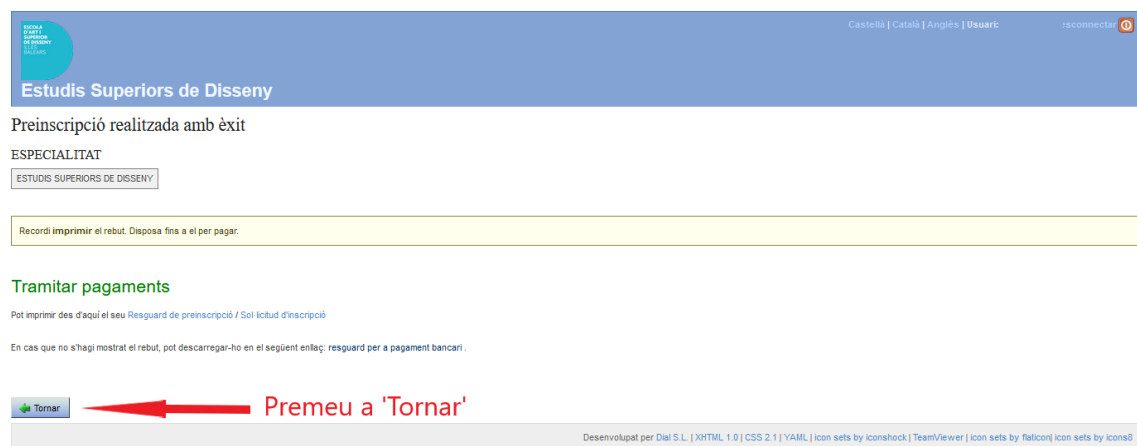 ESCOLA
D'ART I
SUPERIOR
DE DISSENY
ILLES
BALEARS
Castellà | Català | Anglès | Usuari: :sconnectar
Estudis Superiors de Disseny
Preinscripció realitzada amb èxit
ESPECIALITAT
ESTUDIS SUPERIORS DE DISSENY
Recordi imprimir el rebut. Disposa fins a el per pagar.
Tramitar pagaments
Pot imprimir des d'aquí el seu Resguard de preinscripció / Sol·licitud d'inscripció
En cas que no s'hagi mostrat el rebut, pot descarregar-ho en el següent enllaç: resguard per a pagament bancari .
Tornar
Premeu a 'Tornar'
Desenvolupat per Dial S.L. | XHTML 1.0 | CSS 2.1 | YAML | icon sets by iconshock | TeamViewer | icon sets by flaticon| icon sets by icons8